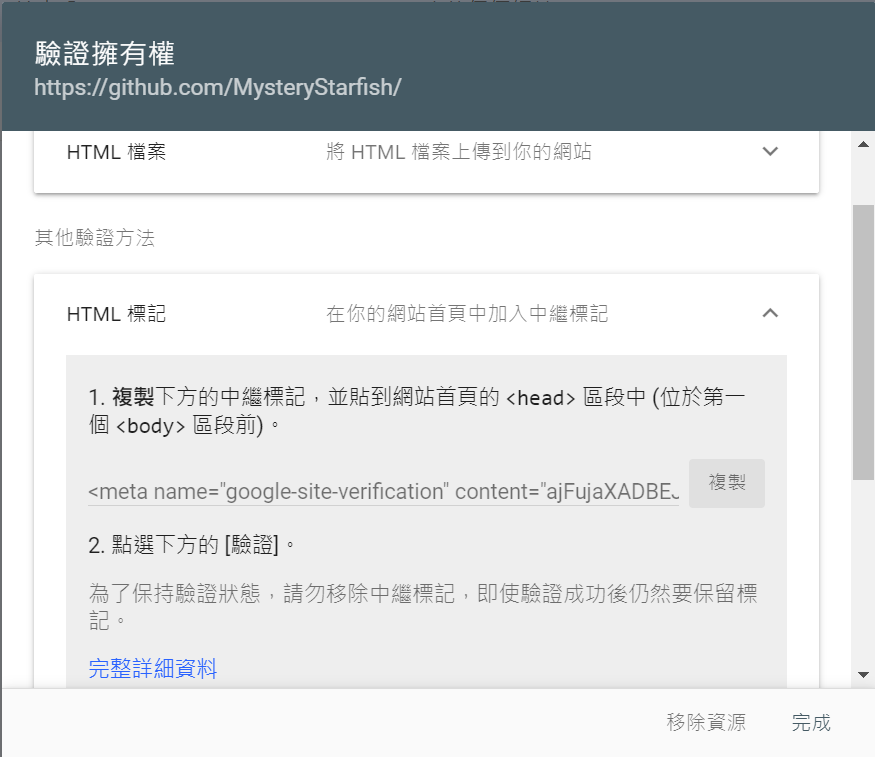 驗證擁有權
https://github.com/MysteryStarfish/
HTML 檔案 將 HTML 檔案上傳到你的網站
其他驗證方法
HTML 標記 在你的網站首頁中加入中繼標記
1. 複製下方的中繼標記，並貼到網站首頁的 <head> 區段中 (位於第一
個 <body> 區段前)。
<meta name="google-site-verification" content="ajFujaXADBEJ 複製
2. 點選下方的 [驗證]。
為了保持驗證狀態，請勿移除中繼標記，即使驗證成功後仍然要保留標
記。
完整詳細資料
移除資源 完成